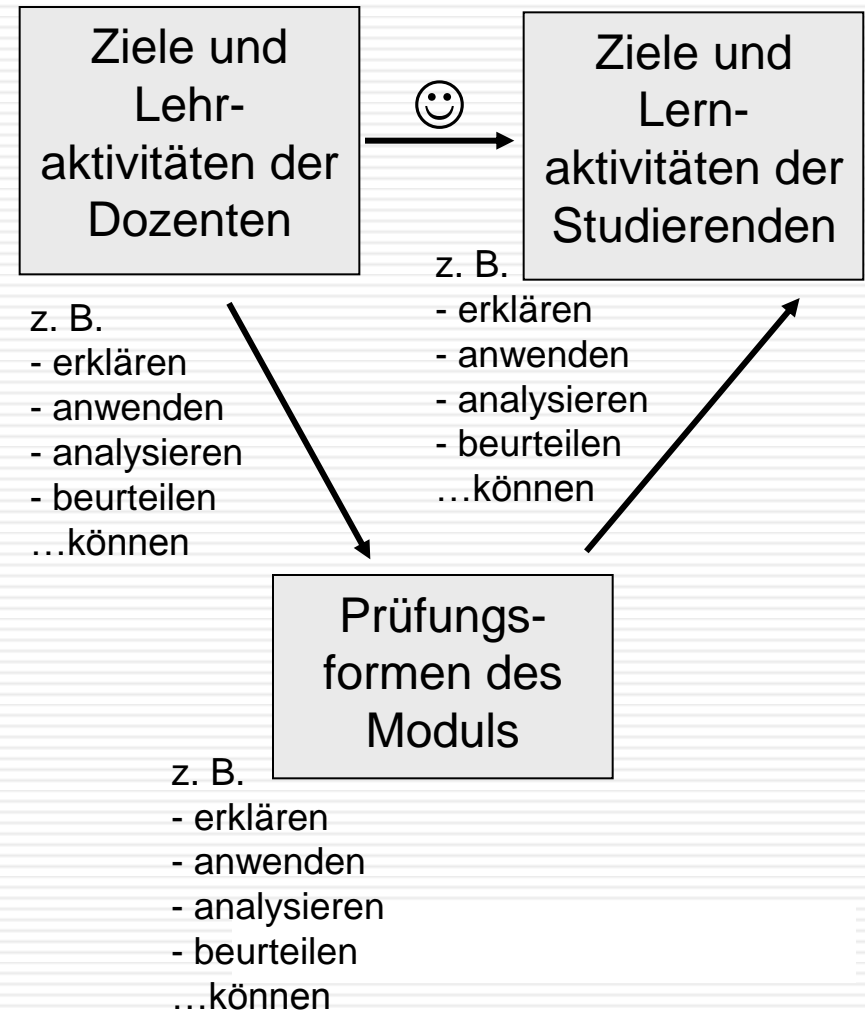 Ziele und
Lehr-
aktivitäten der
Dozenten
z. B.
- erklären
- anwenden
- analysieren
- beurteilen
…können
Ziele und
Lern-
aktivitäten der
Studierenden
z. B.
- erklären
- anwenden
- analysieren
- beurteilen
…können
Prüfungs-
formen des
Moduls
z. B.
- erklären
- anwenden
- analysieren
- beurteilen
…können